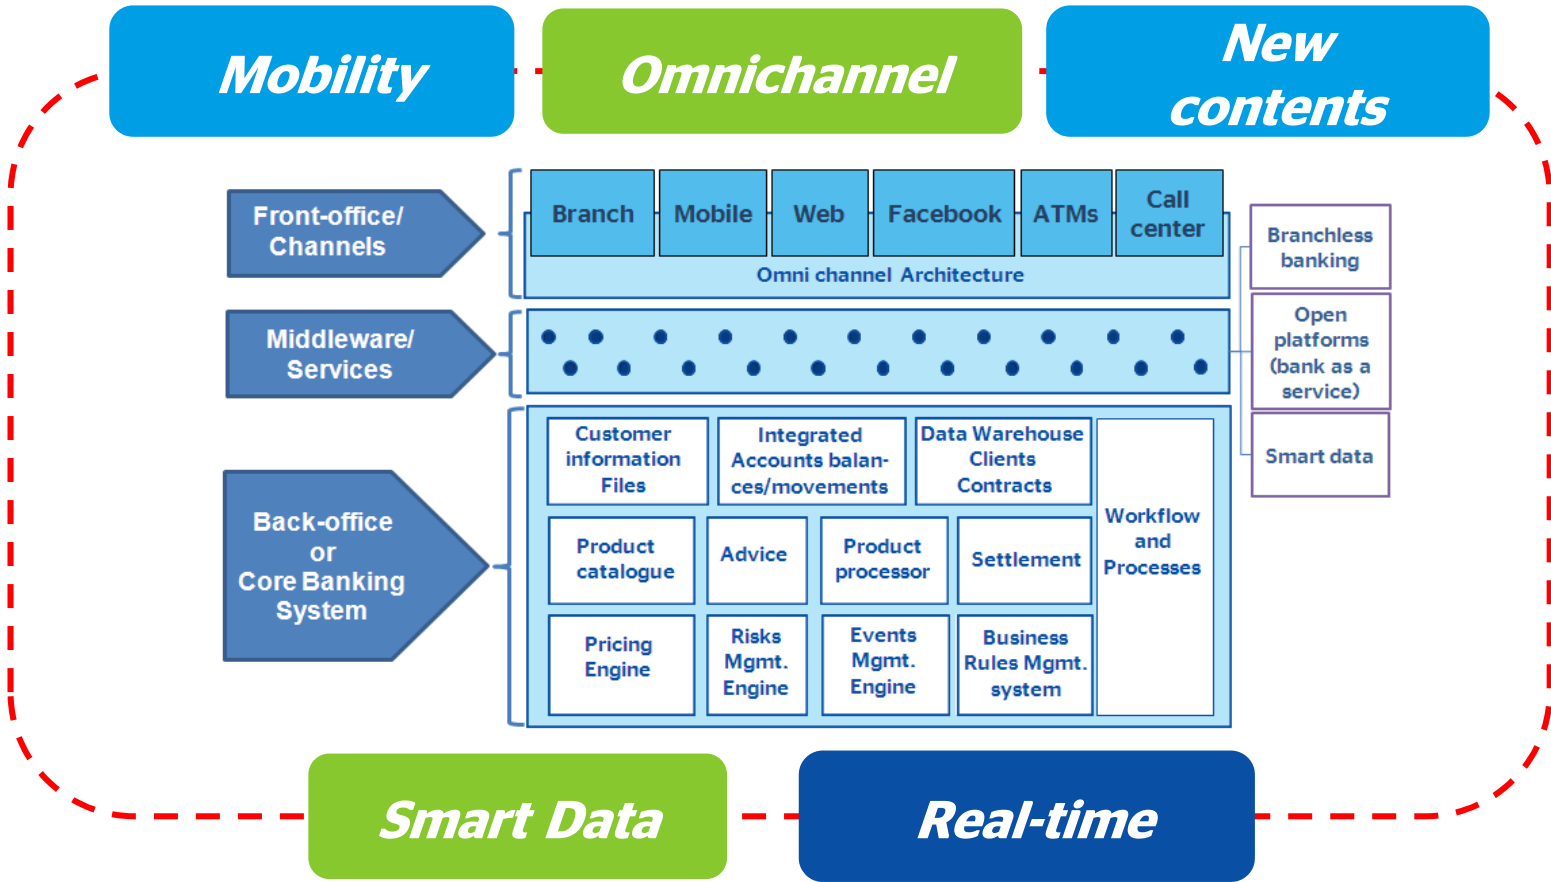 Mobility
Omnichannel
New
contents
Front-office/
Channels
Branch
Mobile
Web
Facebook
ATMs
Call
center
Omni channel Architecture
Branchless
banking
Middleware/
Services
Open
platforms
(bank as a
service)
Smart data
Back-office
or
Core Banking
System
Customer
information
Files
Integrated
Accounts balan-
ces/movements
Data Warehouse
Clients
Contracts
Workflow
and
Processes
Product
catalogue
Advice
Product
processor
Settlement
Pricing
Engine
Risks
Mgmt.
Engine
Events
Mgmt.
Engine
Business
Rules Mgmt.
system
Smart Data
Real-time